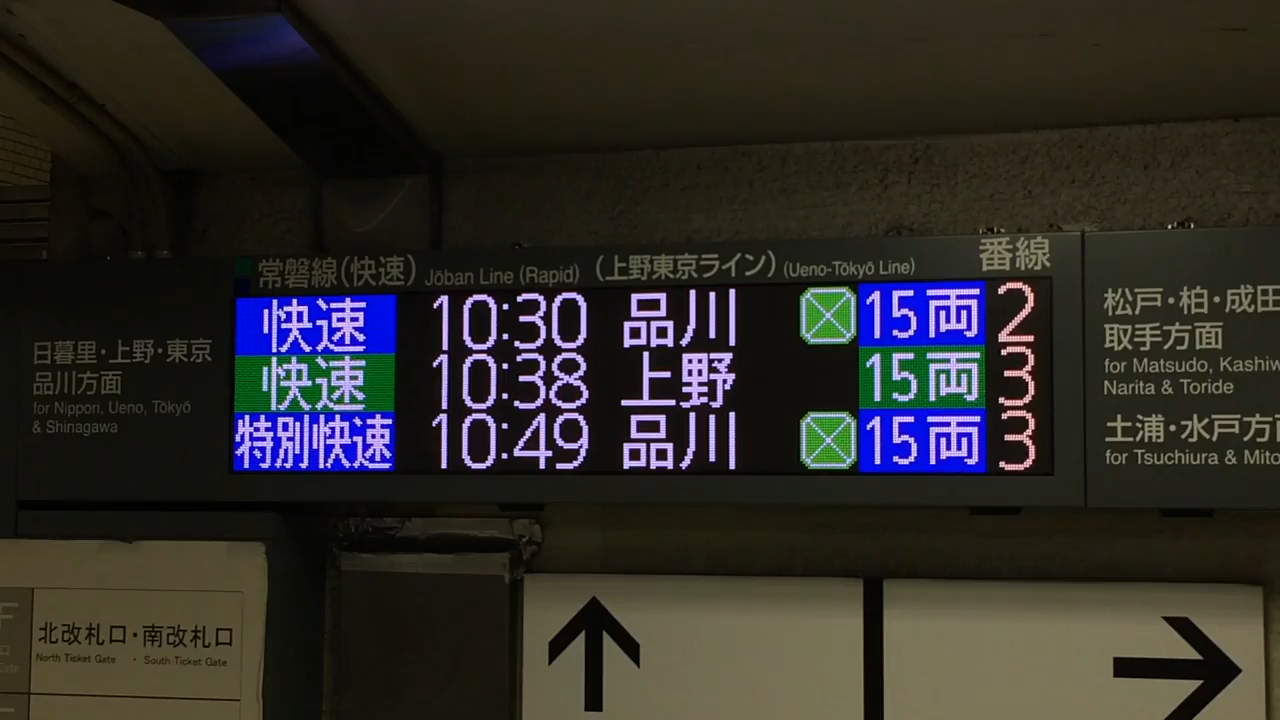 常磐線(快速) Jōban Line (Rapid) (上野東京ライン) (Ueno-Tōkyō Line) 番線
快速 10:30 品川 15両 2
快速 10:38 上野 15両 3
特別快速 10:49 品川 15両 3
日暮里・上野・東京
品川方面
for Nippori, Ueno, Tōkyō
& Shinagawa
松戸・柏・成田
取手方面
for Matsudo, Kashiw
Narita & Toride
土浦・水戸方面
for Tsuchiura & Mito
北改札口・南改札口
North Ticket Gate ・ South Ticket Gate